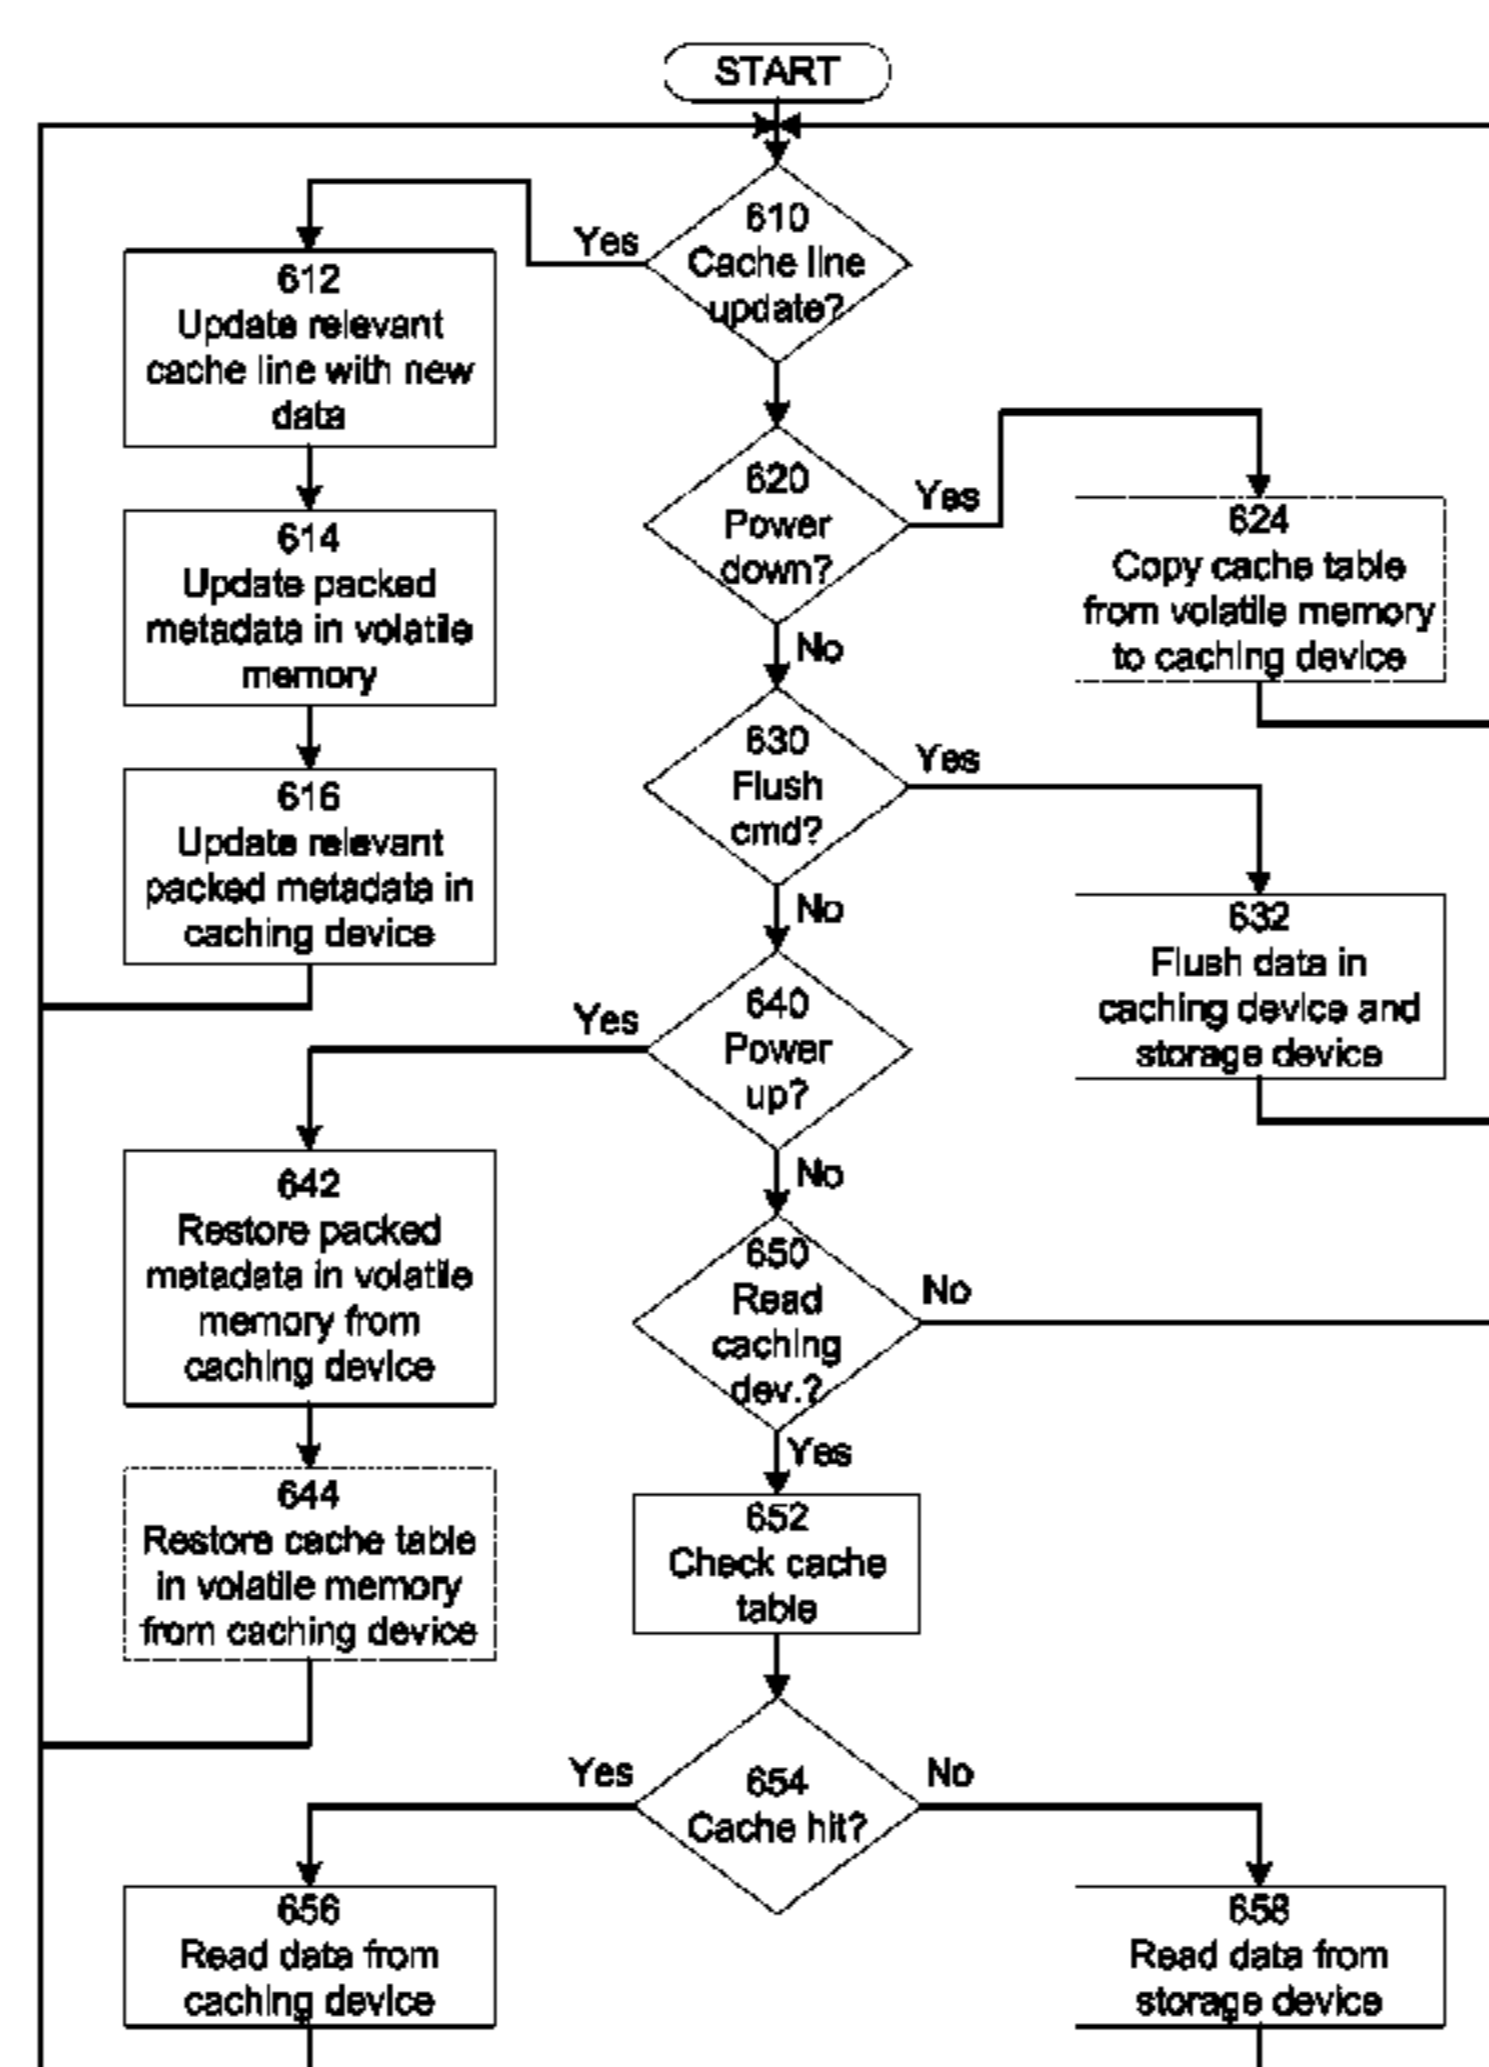 START
610
Cache line
update?
Yes
612
Update relevant
cache line with new
data
614
Update packed
metadata in volatile
memory
616
Update relevant
packed metadata in
caching device
620
Power
down?
Yes
624
Copy cache table
from volatile memory
to caching device
No
630
Flush
cmd?
Yes
632
Flush data in
caching device and
storage device
No
640
Power
up?
Yes
642
Restore packed
metadata in volatile
memory from
caching device
644
Restore cache table
in volatile memory
from caching device
No
650
Read
caching
dev.?
No
Yes
652
Check cache
table
654
Cache hit?
Yes
656
Read data from
caching device
No
658
Read data from
storage device